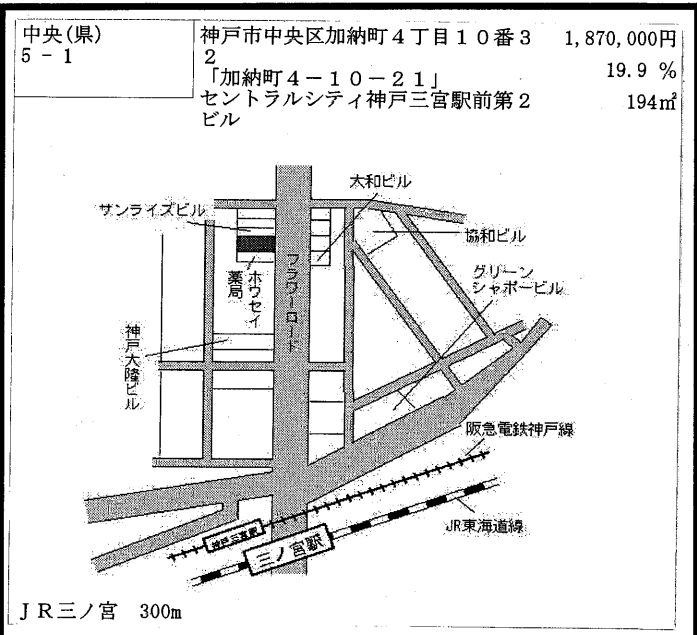 中央(県)
5 - 1
神戸市中央区加納町4丁目10番3
2
「加納町4-10-21」
セントラルシティ神戸三宮駅前第2
ビル
1,870,000円
19.9 %
194㎡
太和ビル
サンライズビル
協和ビル
フラワーロード
ホウセイ
薬局
グリーン
シャポービル
神戸大隆ビル
阪急電鉄神戸線
神戸三宮駅
三ノ宮駅
JR東海道線
JR三ノ宮 300m